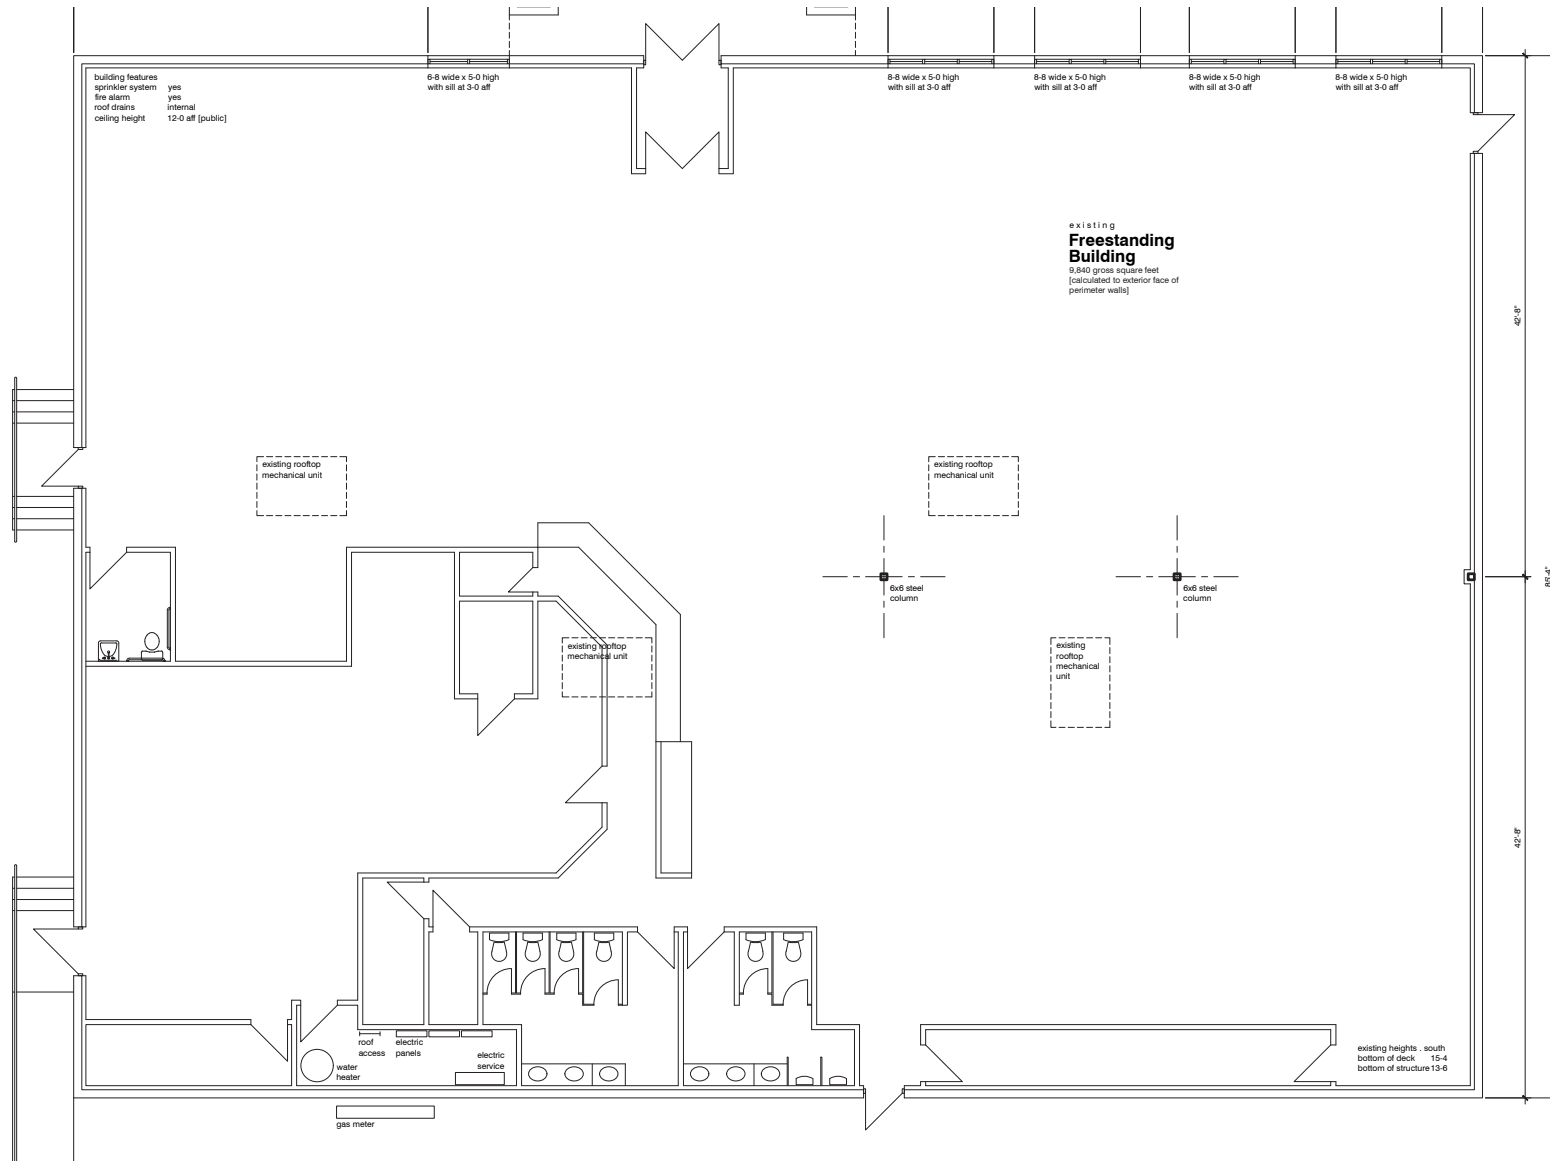 building features
sprinkler system yes
fire alarm yes
roof drains internal
ceiling height 12-0 aff [public]
6-8 wide x 5-0 high
with sill at 3-0 aff
8-8 wide x 5-0 high
with sill at 3-0 aff
8-8 wide x 5-0 high
with sill at 3-0 aff
8-8 wide x 5-0 high
with sill at 3-0 aff
8-8 wide x 5-0 high
with sill at 3-0 aff
existing
Freestanding
Building
9,840 gross square feet
[calculated to exterior face of
perimeter walls]
42'-8"
existing rooftop
mechanical unit
existing rooftop
mechanical unit
6x6 steel
column
6x6 steel
column
existing rooftop
mechanical unit
existing
rooftop
mechanical
unit
42'-8"
roof
access
electric
panels
electric
service
water
heater
gas meter
existing heights . south
bottom of deck 15-4
bottom of structure 13-6